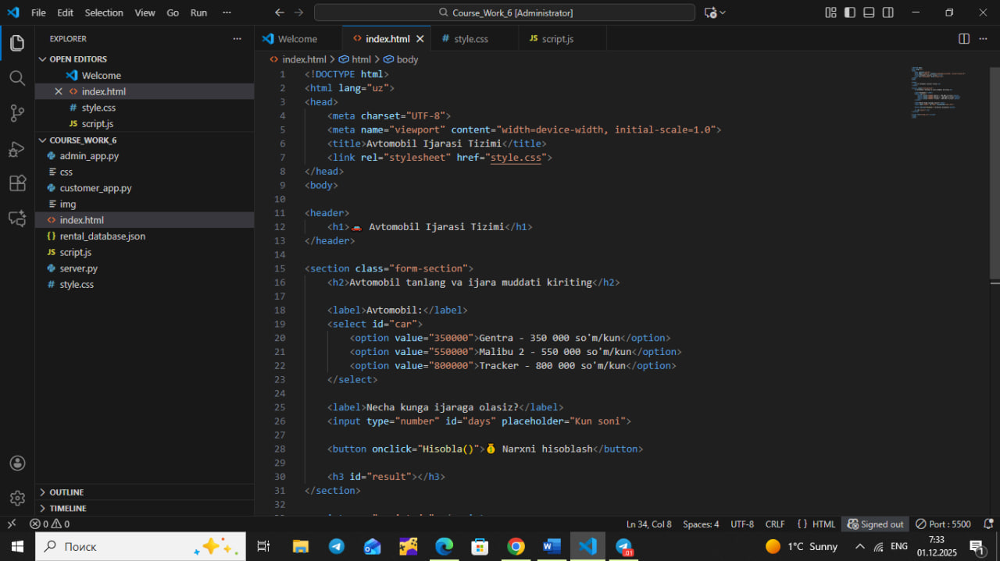 File Edit Selection View Go Run ···
Course_Work_6 [Administrator]
EXPLORER ···
OPEN EDITORS
Welcome
index.html
style.css
script.js
COURSE_WORK_6
admin_app.py
css
customer_app.py
img
index.html
rental_database.json
script.js
server.py
style.css
OUTLINE
TIMELINE
Welcome index.html style.css script.js ···
index.html > html > body
1 <!DOCTYPE html>
2 <html lang="uz">
3 <head>
4 <meta charset="UTF-8">
5 <meta name="viewport" content="width=device-width, initial-scale=1.0">
6 <title>Avtomobil Ijarasi Tizimi</title>
7 <link rel="stylesheet" href="style.css">
8 </head>
9 <body>
10
11 <header>
12 <h1>🚗 Avtomobil Ijarasi Tizimi</h1>
13 </header>
14
15 <section class="form-section">
16 <h2>Avtomobil tanlang va ijara muddati kiriting</h2>
17
18 <label>Avtomobil:</label>
19 <select id="car">
20 <option value="350000">Gentra - 350 000 so'm/kun</option>
21 <option value="550000">Malibu 2 - 550 000 so'm/kun</option>
22 <option value="800000">Tracker - 800 000 so'm/kun</option>
23 </select>
24
25 <label>Necha kunga ijaraga olasiz?</label>
26 <input type="number" id="days" placeholder="Kun soni">
27
28 <button onclick="Hisobla()">💰 Narxni hisoblash</button>
29
30 <h3 id="result"></h3>
31 </section>
32
0 0 Ln 34, Col 8 Spaces: 4 UTF-8 CRLF { } HTML Signed out Port : 5500
Поиск 1°C Sunny ENG 7:33
01.12.2025